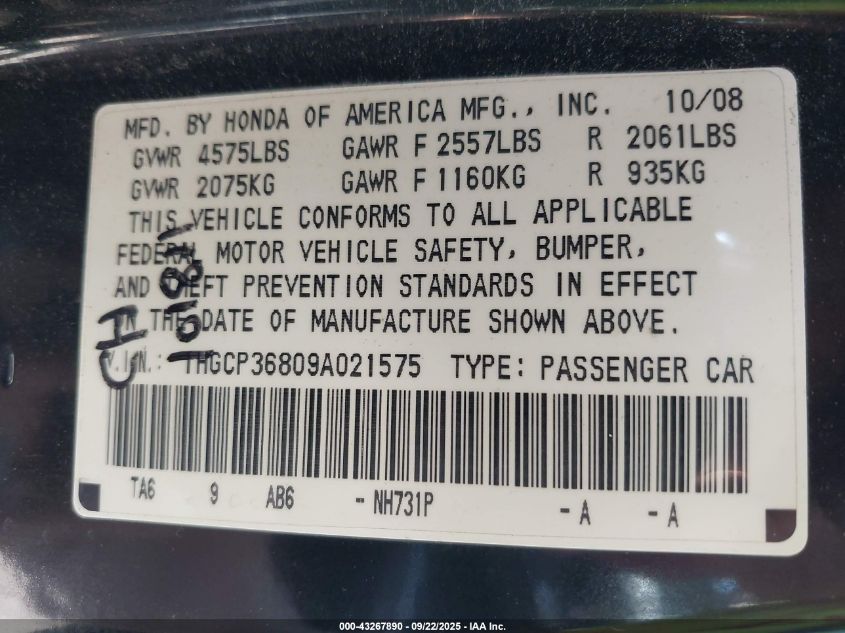 MFD. BY HONDA OF AMERICA MFG., INC. 10/08
GVWR 4575LBS GAWR F 2557LBS R 2061LBS
GVWR 2075KG GAWR F 1160KG R 935KG
THIS VEHICLE CONFORMS TO ALL APPLICABLE
FEDERAL MOTOR VEHICLE SAFETY, BUMPER,
AND THEFT PREVENTION STANDARDS IN EFFECT
ON THE DATE OF MANUFACTURE SHOWN ABOVE.
V.I.N.: 1HGCP36809A021575 TYPE: PASSENGER CAR
TA6 9 AB6 -NH731P -A -A
CH
000-43267890 - 09/22/2025 - IAA Inc.